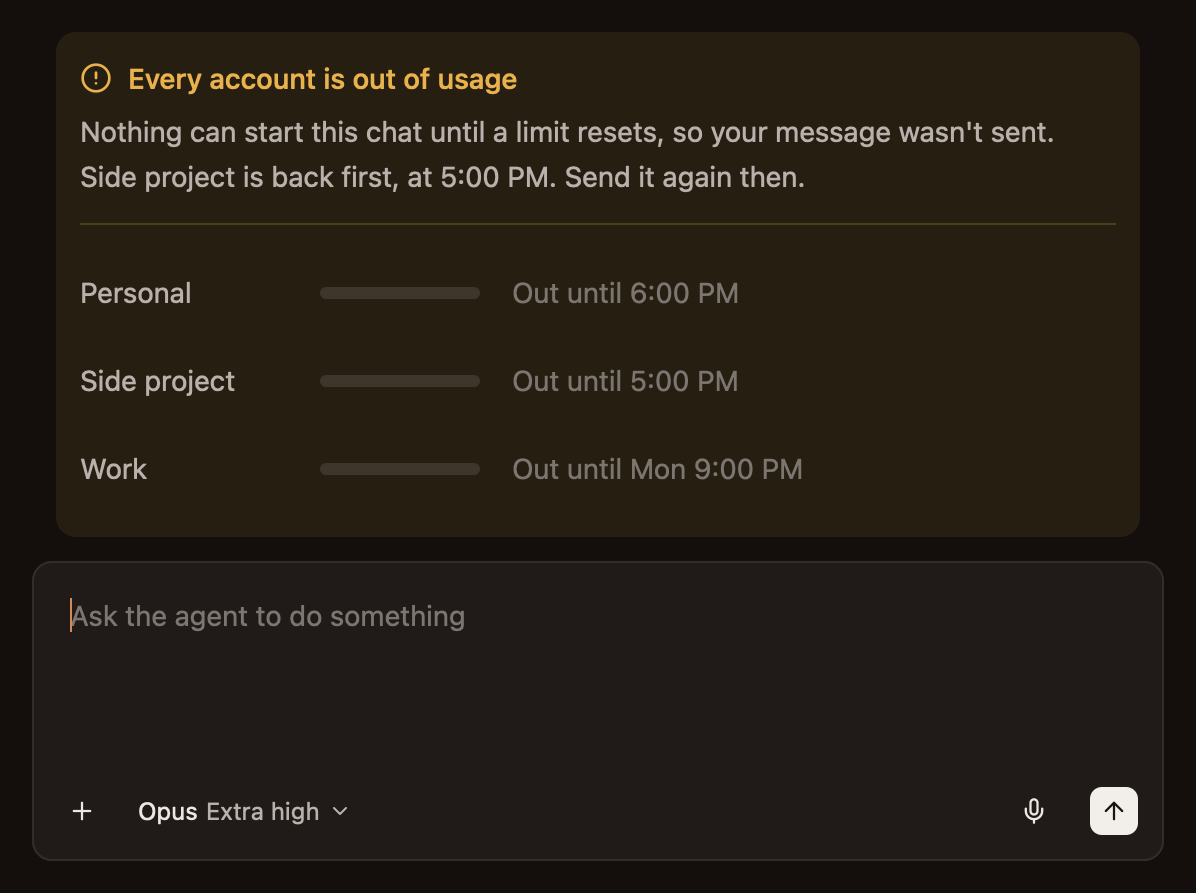 Every account is out of usage
Nothing can start this chat until a limit resets, so your message wasn't sent.
Side project is back first, at 5:00 PM. Send it again then.
Personal Out until 6:00 PM
Side project Out until 5:00 PM
Work Out until Mon 9:00 PM
Ask the agent to do something
Opus Extra high